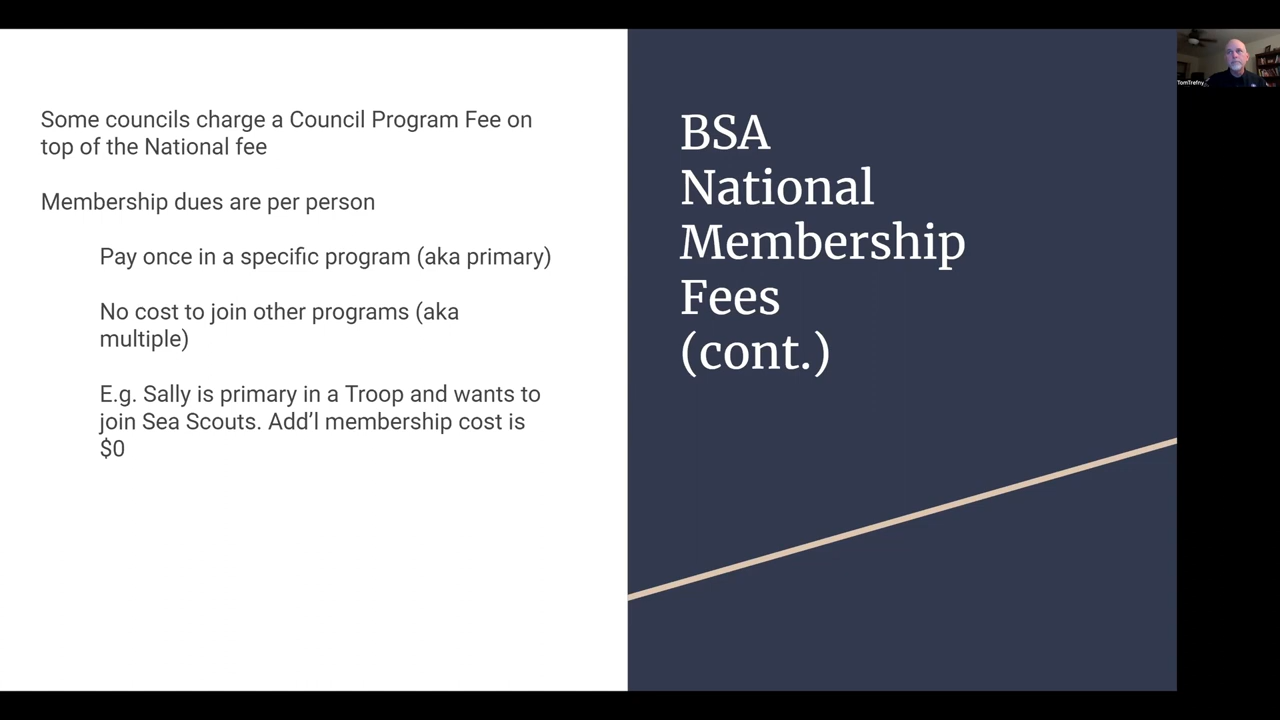 Some councils charge a Council Program Fee on
top of the National fee
Membership dues are per person
Pay once in a specific program (aka primary)
No cost to join other programs (aka
multiple)
E.g. Sally is primary in a Troop and wants to
join Sea Scouts. Add’l membership cost is
$0
BSA
National
Membership
Fees
(cont.)
TomTrefny